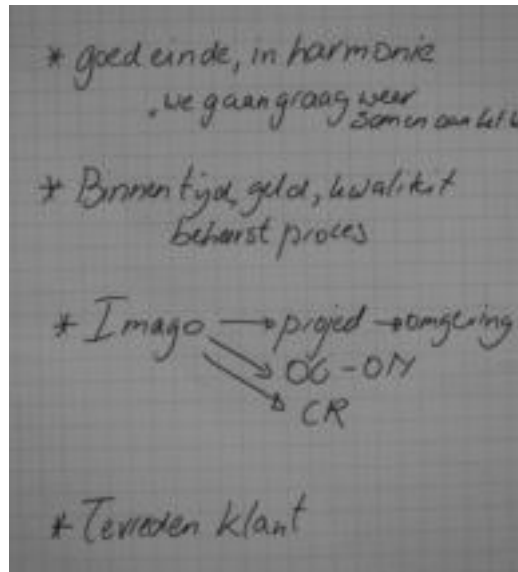 * goed einde, in harmonie
. we gaan graag weer
samen aan het
* Binnen tijd, geld, kwaliteit
beheerst proces
* Imago → project → omgeving
OG - ON
CR
* Tevreden klant